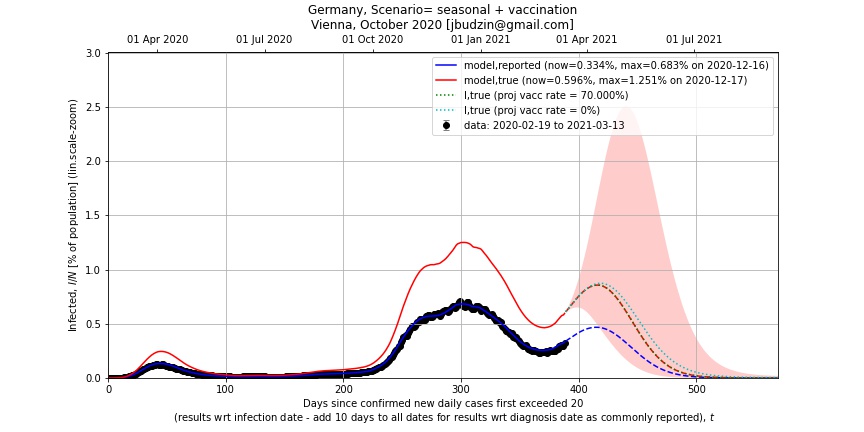 Germany, Scenario= seasonal + vaccination
Vienna, October 2020 [jbudzin@gmail.com]
01 Apr 2020 01 Jul 2020 01 Oct 2020 01 Jan 2021 01 Apr 2021 01 Jul 2021
model,reported (now=0.334%, max=0.683% on 2020-12-16)
model,true (now=0.596%, max=1.251% on 2020-12-17)
I,true (proj vacc rate = 70.000%)
I,true (proj vacc rate = 0%)
data: 2020-02-19 to 2021-03-13
3.0
2.5
2.0
1.5
1.0
0.5
0.0
Infected, I/N [% of population] (lin.scale-zoom)
0 100 200 300 400 500
Days since confirmed new daily cases first exceeded 20
(results wrt infection date - add 10 days to all dates for results wrt diagnosis date as commonly reported), t